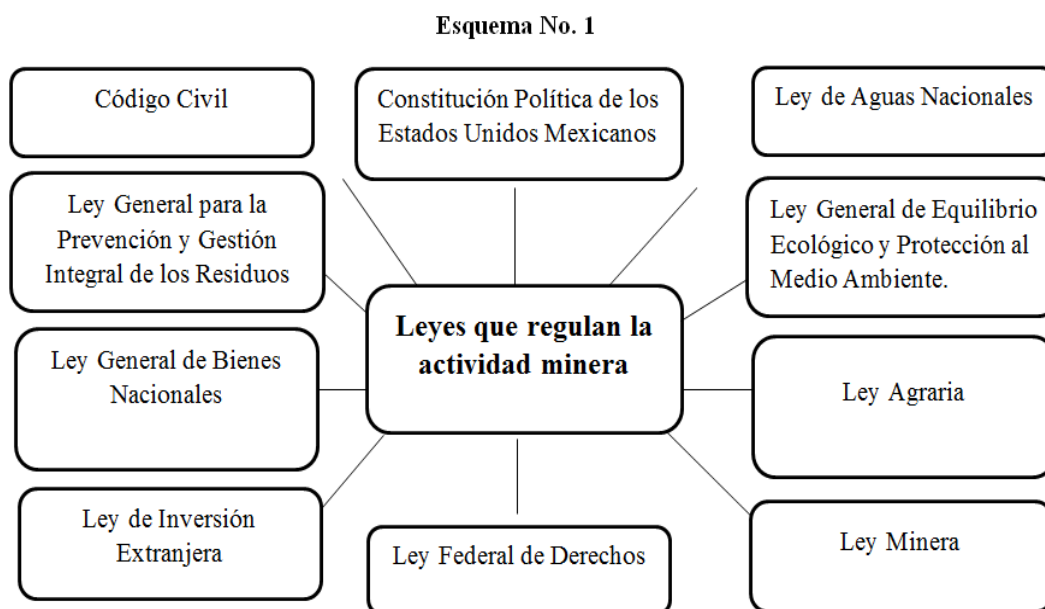 Esquema No. 1
Código Civil
Constitución Política de los
Estados Unidos Mexicanos
Ley de Aguas Nacionales
Ley General para la
Prevención y Gestión
Integral de los Residuos
Ley General de Equilibrio
Ecológico y Protección al
Medio Ambiente.
Leyes que regulan la
actividad minera
Ley General de Bienes
Nacionales
Ley Agraria
Ley de Inversión
Extranjera
Ley Federal de Derechos
Ley Minera